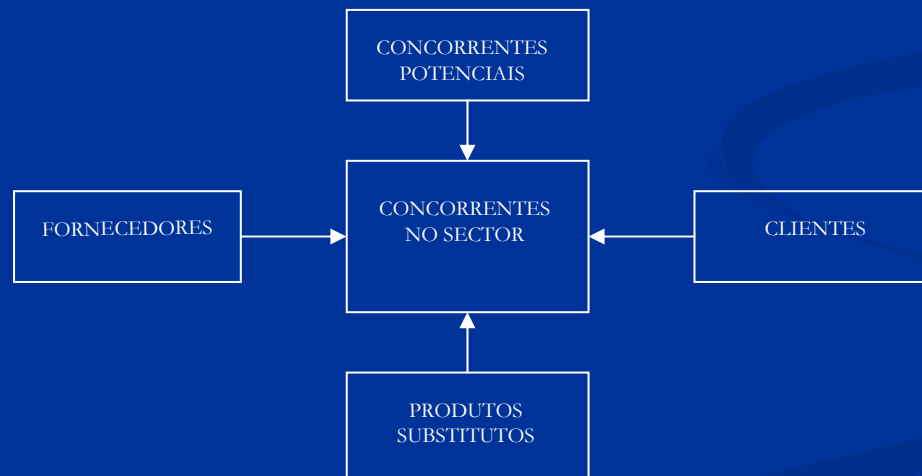 CONCORRENTES
POTENCIAIS
FORNECEDORES
CONCORRENTES
NO SECTOR
CLIENTES
PRODUTOS
SUBSTITUTOS